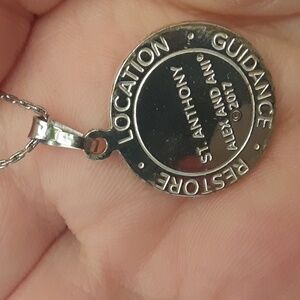 LOCATION • GUIDANCE • RESTORE •
ST. ANTHONY
ALEX AND ANI®
© 2017